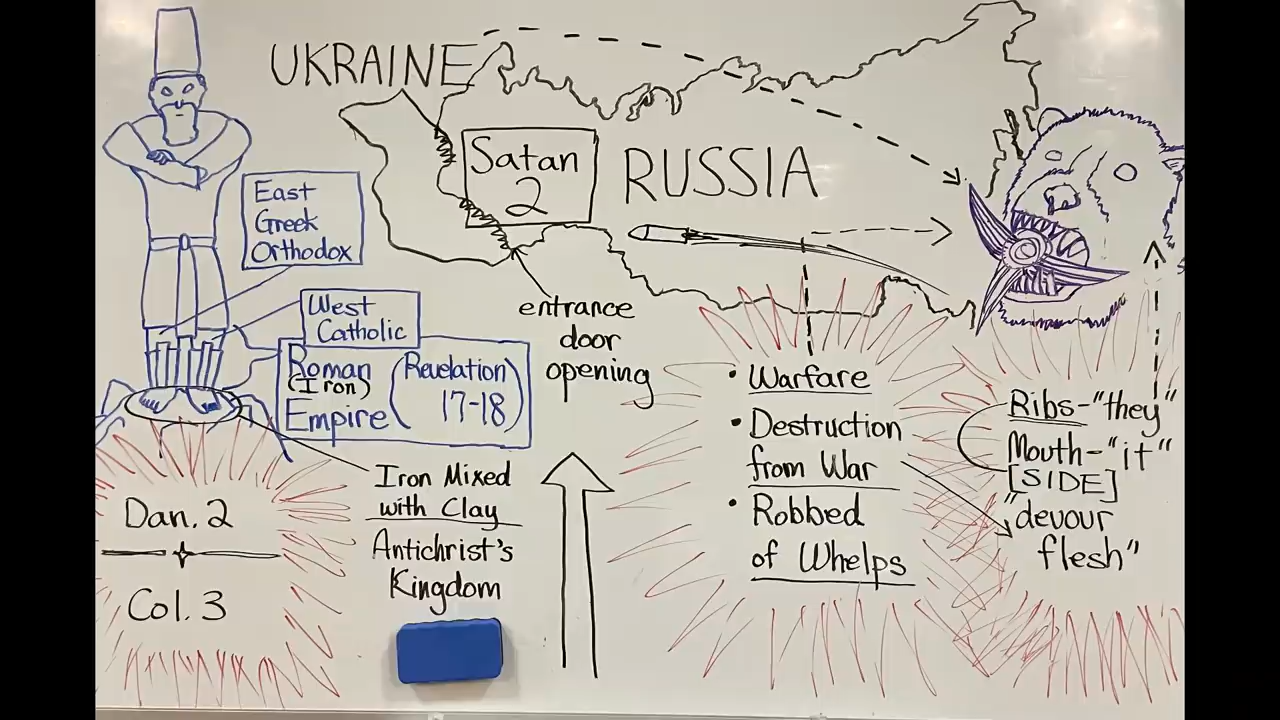 UKRAINE
Satan
2
RUSSIA
East
Greek
Orthodox
West
Catholic
Roman
(Iron)
Empire
(Revelation
17-18)
entrance
door
opening
Iron Mixed
with Clay
Antichrist's
Kingdom
Dan. 2
Col. 3
• Warfare
• Destruction
from War
• Robbed
of Whelps
Ribs-"they"
Mouth-"it"
[SIDE]
"devour
flesh"